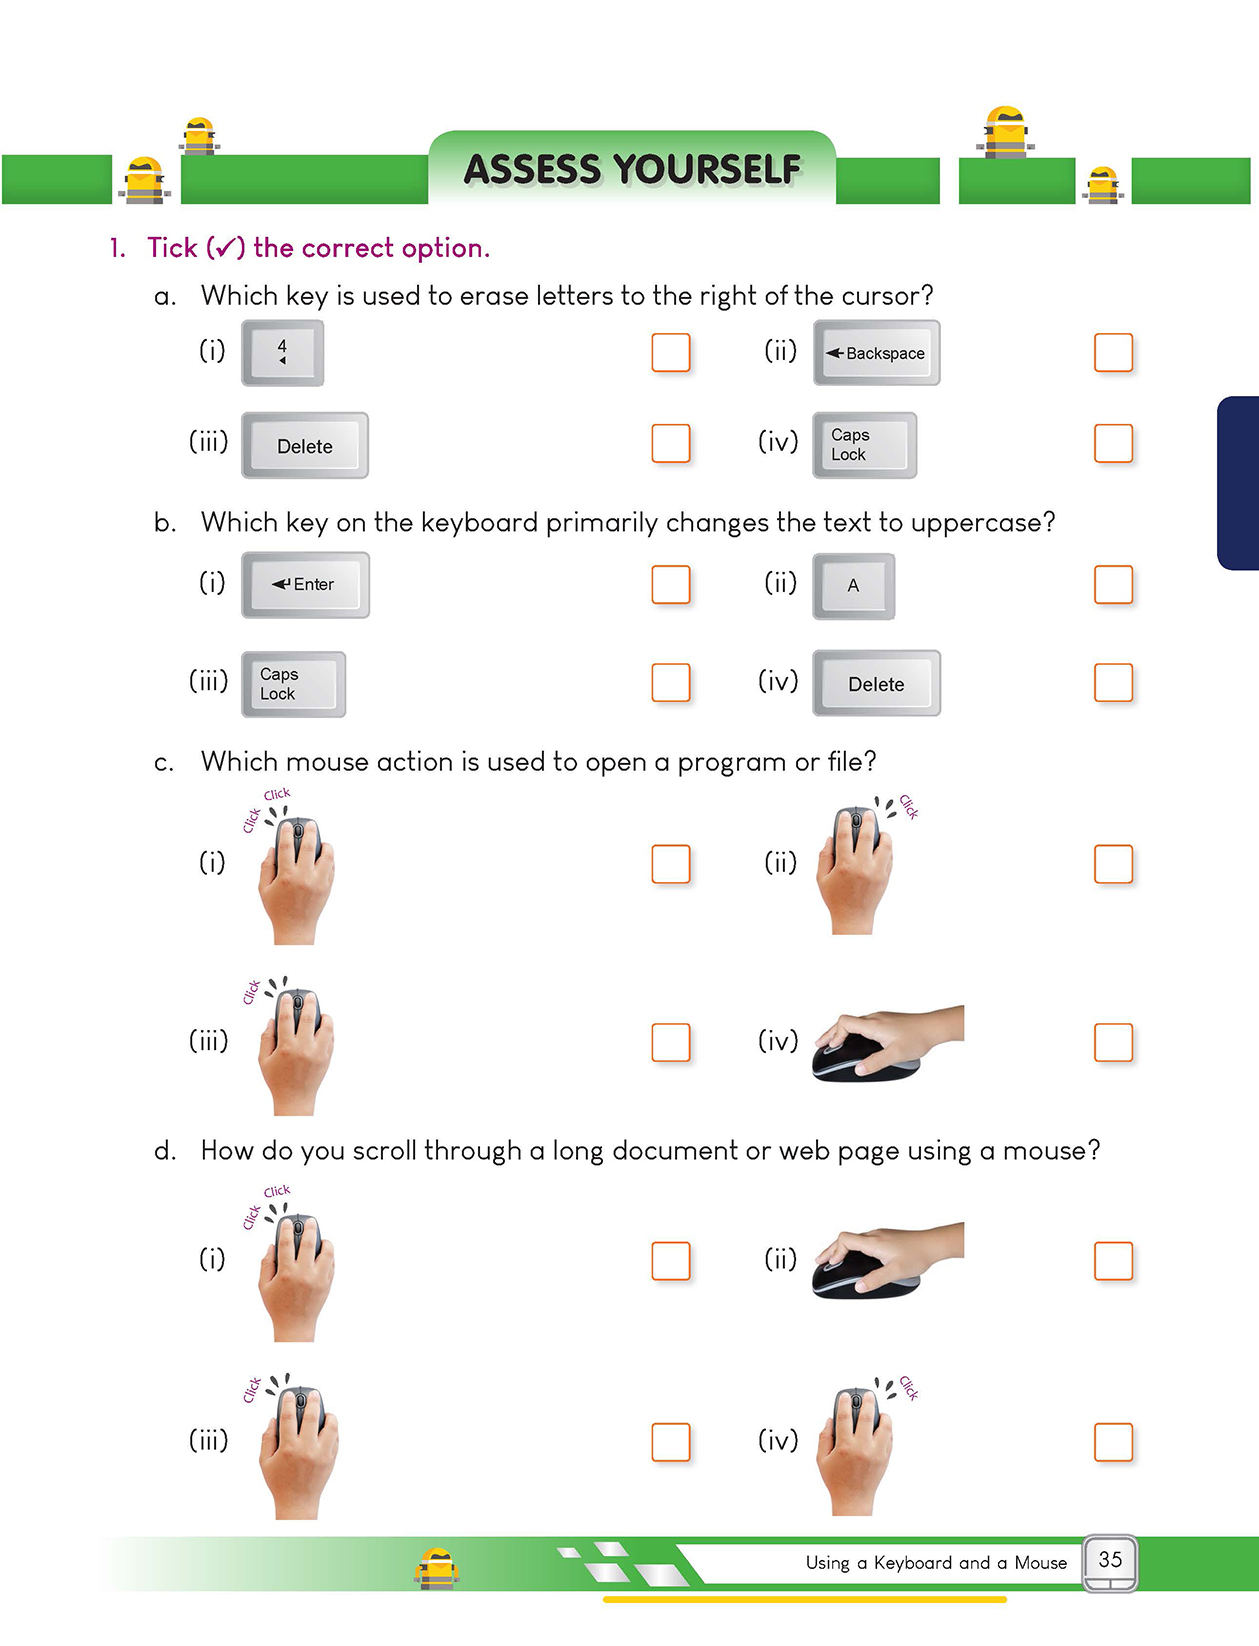 ASSESS YOURSELF
1. Tick (✓) the correct option.
a. Which key is used to erase letters to the right of the cursor?
(i) 4 (ii) Backspace
(iii) Delete (iv) Caps Lock
b. Which key on the keyboard primarily changes the text to uppercase?
(i) Enter (ii) A
(iii) Caps Lock (iv) Delete
c. Which mouse action is used to open a program or file?
(i) Click Click (ii) Click
(iii) Click (iv)
d. How do you scroll through a long document or web page using a mouse?
(i) Click Click (ii)
(iii) Click (iv) Click
Using a Keyboard and a Mouse 35